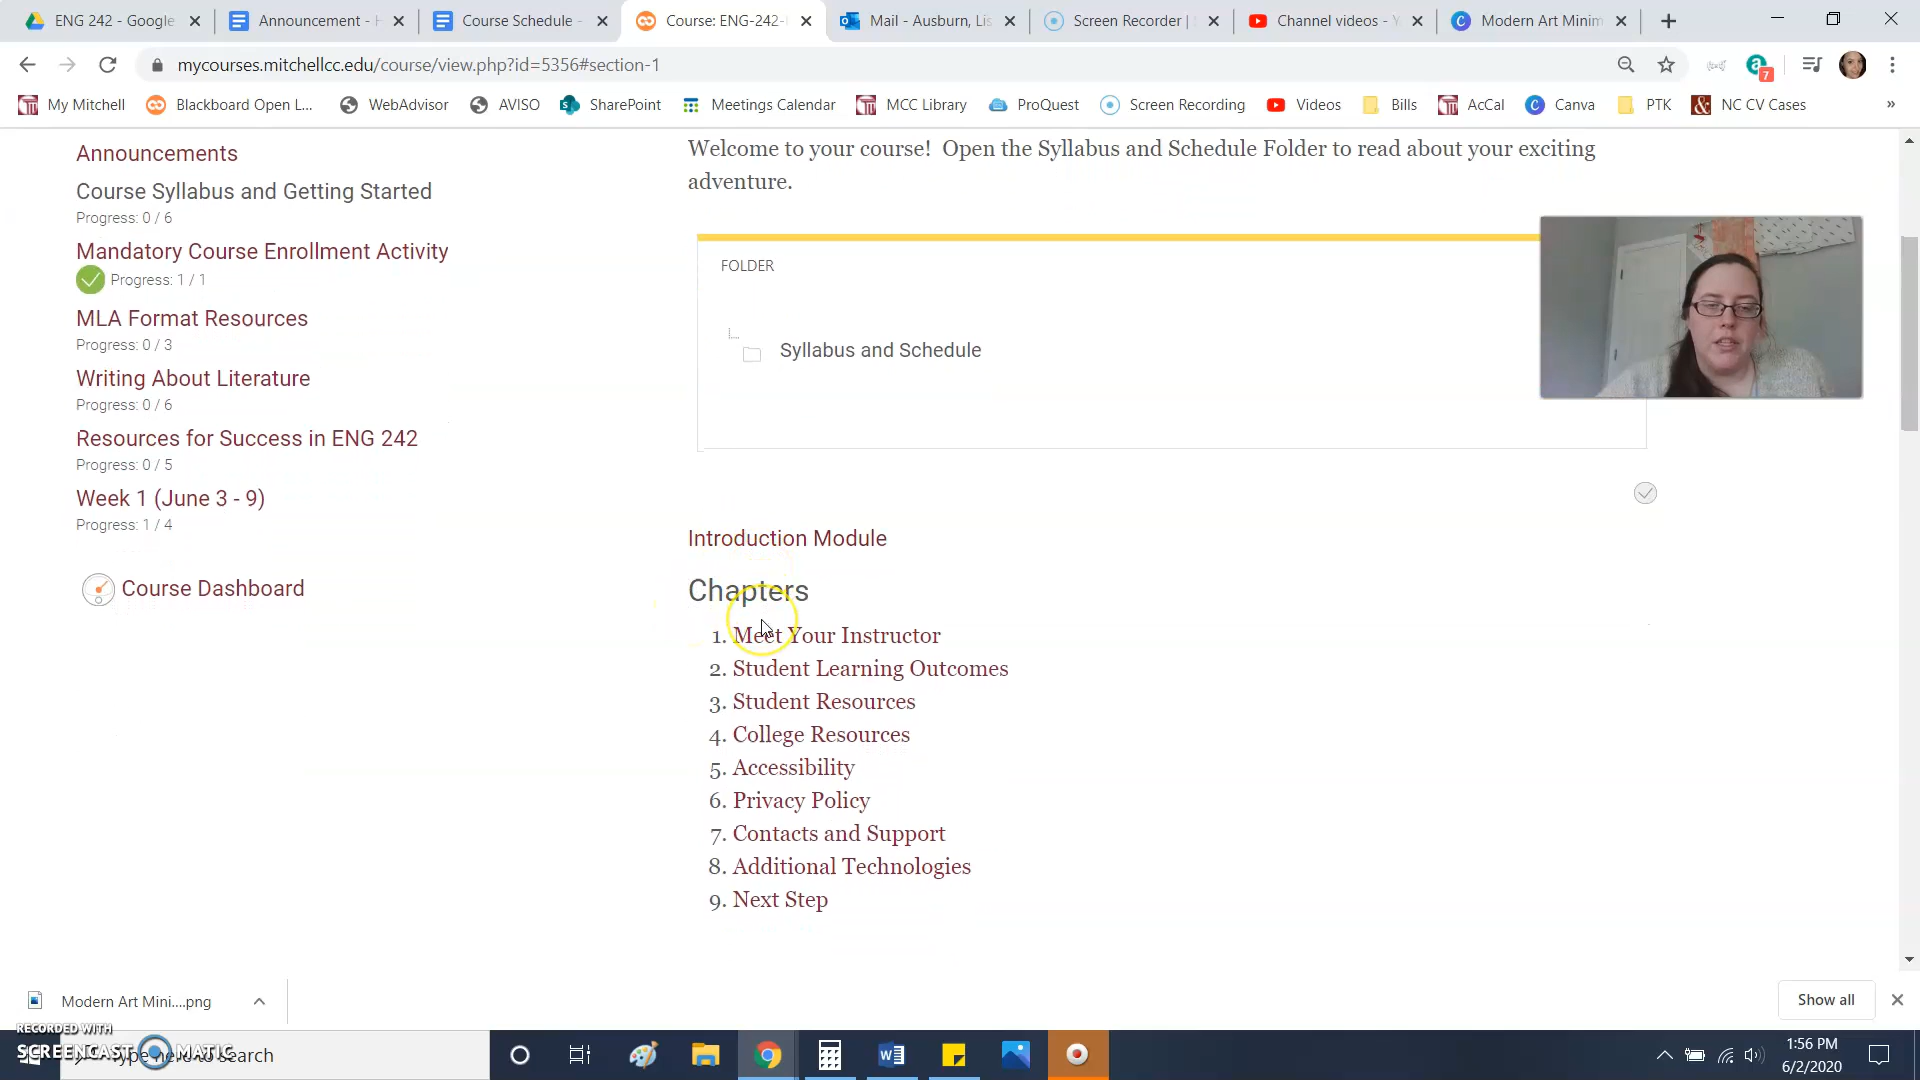 ENG 242 - Google
Announcement - H
Course Schedule -
Course: ENG-242-
Mail - Ausburn, Lis
Screen Recorder |
Channel videos - Y
Modern Art Minim
mycourses.mitchellcc.edu/course/view.php?id=5356#section-1
7
My Mitchell
Blackboard Open L...
WebAdvisor
AVISO
SharePoint
Meetings Calendar
MCC Library
ProQuest
Screen Recording
Videos
Bills
AcCal
Canva
PTK
NC CV Cases
»
Announcements
Course Syllabus and Getting Started
Progress: 0 / 6
Mandatory Course Enrollment Activity
Progress: 1 / 1
MLA Format Resources
Progress: 0 / 3
Writing About Literature
Progress: 0 / 6
Resources for Success in ENG 242
Progress: 0 / 5
Week 1 (June 3 - 9)
Progress: 1 / 4
Course Dashboard
Welcome to your course! Open the Syllabus and Schedule Folder to read about your exciting
adventure.
FOLDER
Syllabus and Schedule
Introduction Module
Chapters
1. Meet Your Instructor
2. Student Learning Outcomes
3. Student Resources
4. College Resources
5. Accessibility
6. Privacy Policy
7. Contacts and Support
8. Additional Technologies
9. Next Step
Modern Art Mini....png
Show all
RECORDED WITH
SCREENCAST MATIC
Type here to search
1:56 PM
6/2/2020